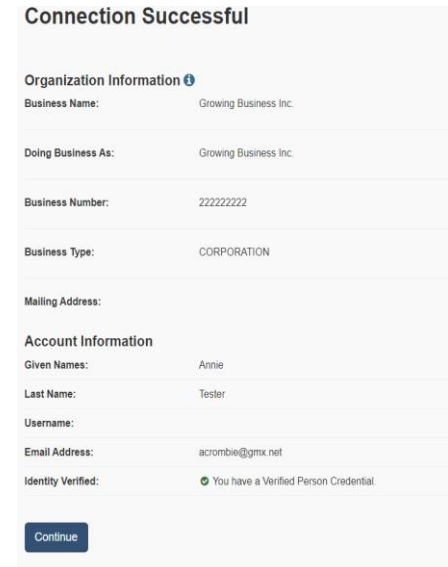 Connection Successful
Organization Information
Business Name: Growing Business Inc.
Doing Business As: Growing Business Inc.
Business Number: 222222222
Business Type: CORPORATION
Mailing Address:
Account Information
Given Names: Annie
Last Name: Tester
Username:
Email Address: acrombie@gmx.net
Identity Verified: You have a Verified Person Credential.
Continue